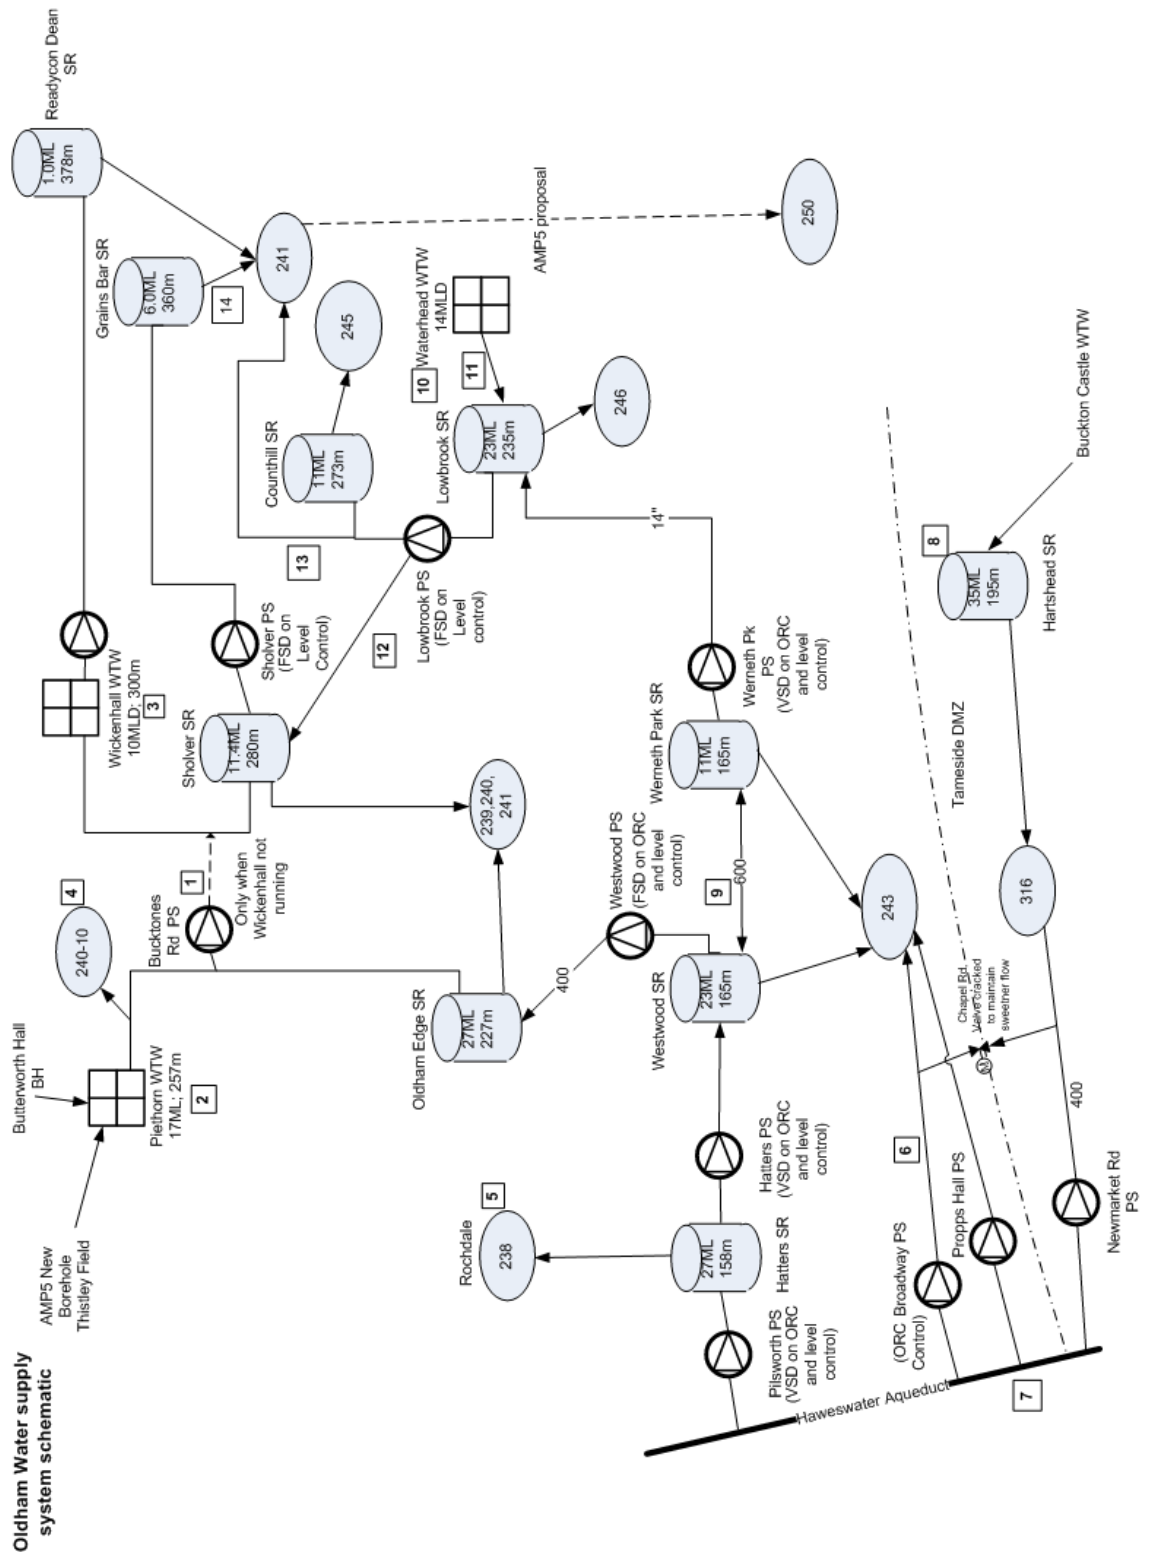 Oldham Water supply
system schematic
AMP5 New
Borehole
Thistley Field
Butterworth Hall
BH
Piethorn WTW
17ML; 257m
2
240-10
4
Bucktones
Rd PS
1
Only when
Wickenhall not
running
Wickenhall WTW
10MLD; 300m
3
Readycon Dean
SR
1.0ML
378m
Sholver SR
11.4ML
280m
Sholver PS
(FSD on
Level
Control)
Grains Bar SR
6.0ML
360m
14
241
AMP5 proposal
250
13
Counthill SR
11ML
273m
245
12
Lowbrook PS
(FSD on
Level
control)
Lowbrook SR
23ML
235m
10
Waterhead WTW
14MLD
11
246
Oldham Edge SR
27ML
227m
239,240,
241
400
Westwood PS
(FSD on ORC
and level
control)
Rochdale
238
5
Pilsworth PS
(VSD on ORC
and level
control)
Hatters SR
27ML
158m
Hatters PS
(VSD on ORC
and level
control)
Westwood SR
23ML
165m
9
600
Werneth Park SR
11ML
165m
Werneth Pk
PS
(VSD on ORC
and level
control)
14"
243
Haweswater Aqueduct
7
(ORC Broadway PS
Control)
6
Propps Hall PS
Newmarket Rd
PS
400
Chapel Rd.
Valve cracked
to maintain
sweetner flow
M
Tameside DMZ
316
8
35ML
195m
Hartshead SR
Buckton Castle WTW